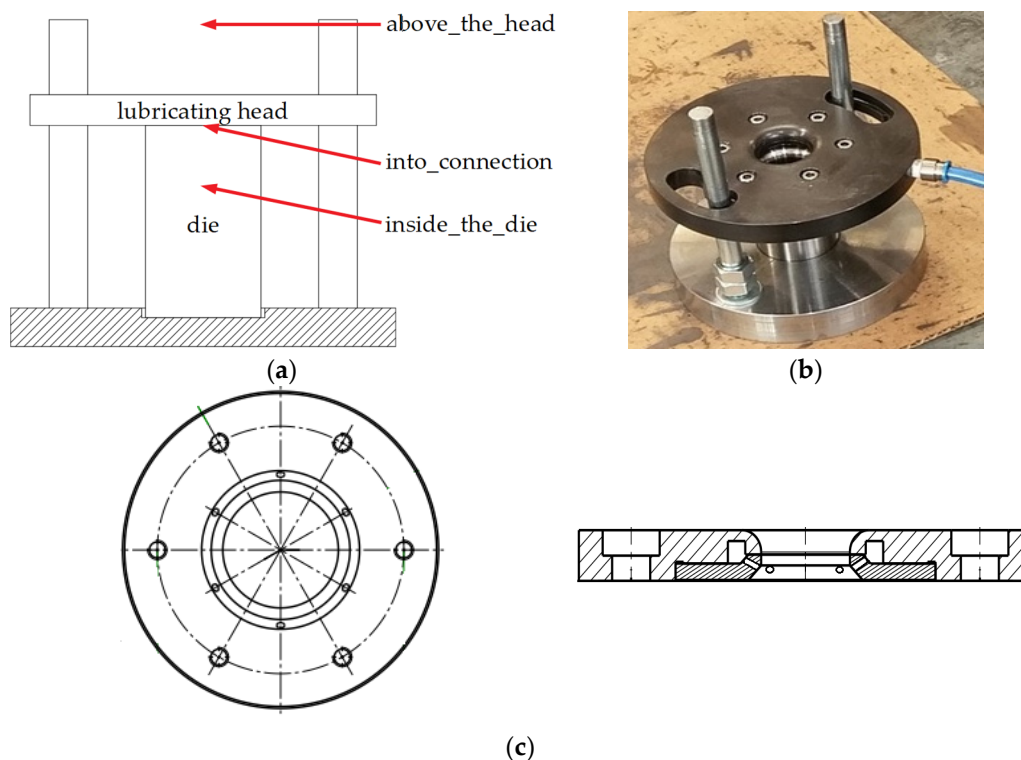 above_the_head
lubricating head
into_connection
inside_the_die
die
(a)
(b)
(c)